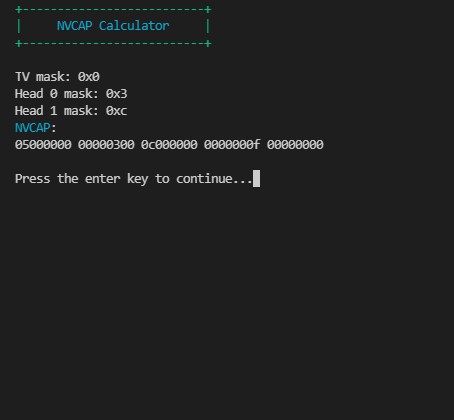 +--------------------------+
|     NVCAP Calculator     |
+--------------------------+
TV mask: 0x0
Head 0 mask: 0x3
Head 1 mask: 0xc
NVCAP:
05000000 00000300 0c000000 0000000f 00000000
Press the enter key to continue...